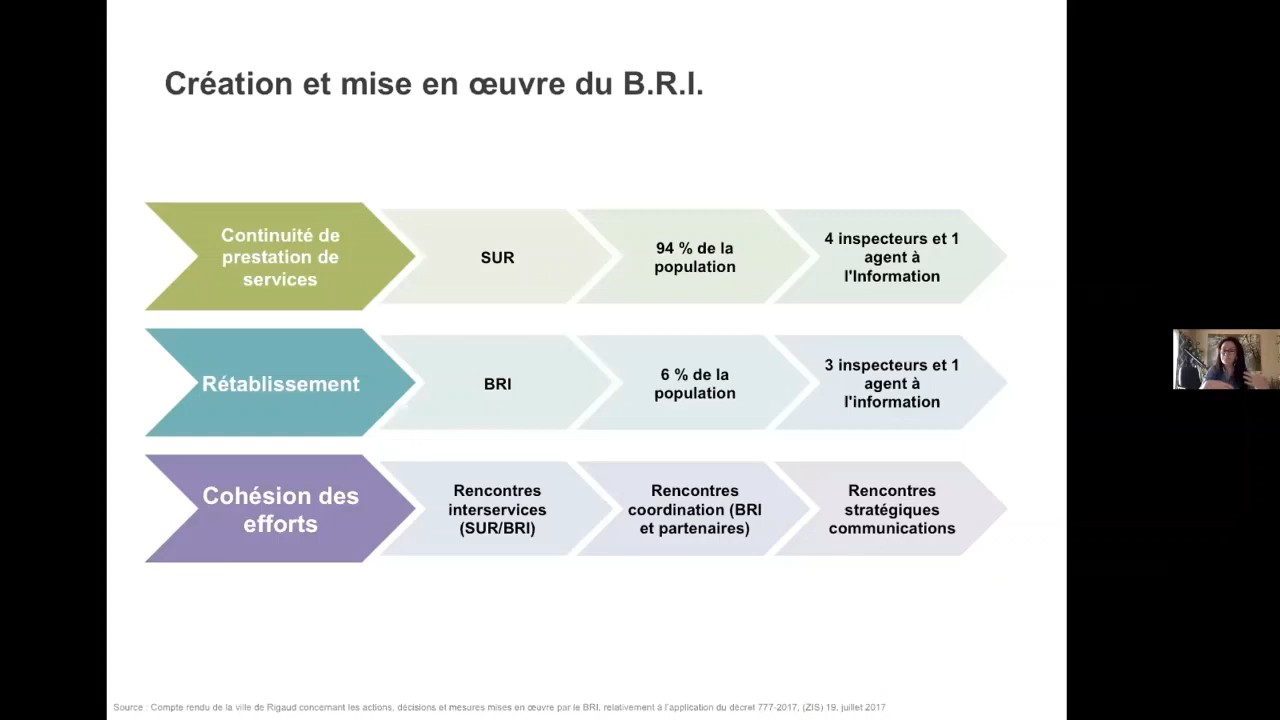 Création et mise en œuvre du B.R.I.
Continuité de
prestation de
services
SUR
94 % de la
population
4 inspecteurs et 1
agent à
l'Information
Rétablissement
BRI
6 % de la
population
3 inspecteurs et 1
agent à
l'information
Cohésion des
efforts
Rencontres
interservices
(SUR/BRI)
Rencontres
coordination (BRI
et partenaires)
Rencontres
stratégiques
communications
Source : Compte rendu de la ville de Rigaud concernant les actions, décisions et mesures mises en œuvre par le BRI, relativement à l'application du décret 777-2017, (ZIS) 19, juillet 2017